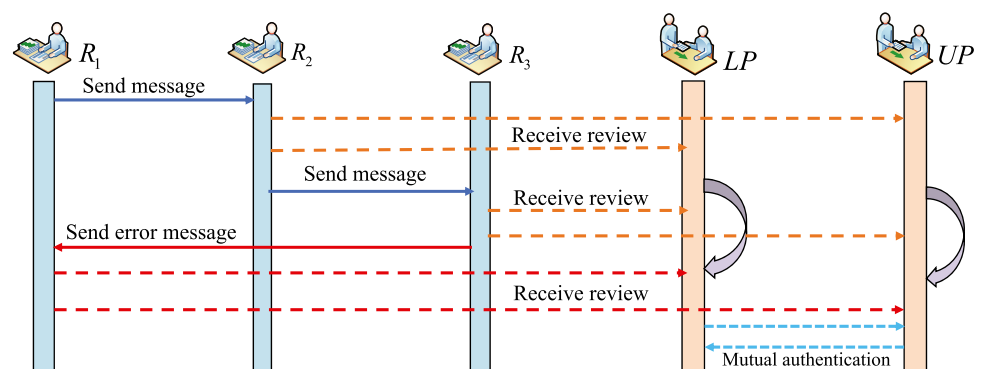 R1
R2
R3
LP
UP
Send message
Receive review
Send message
Receive review
Send error message
Receive review
Mutual authentication